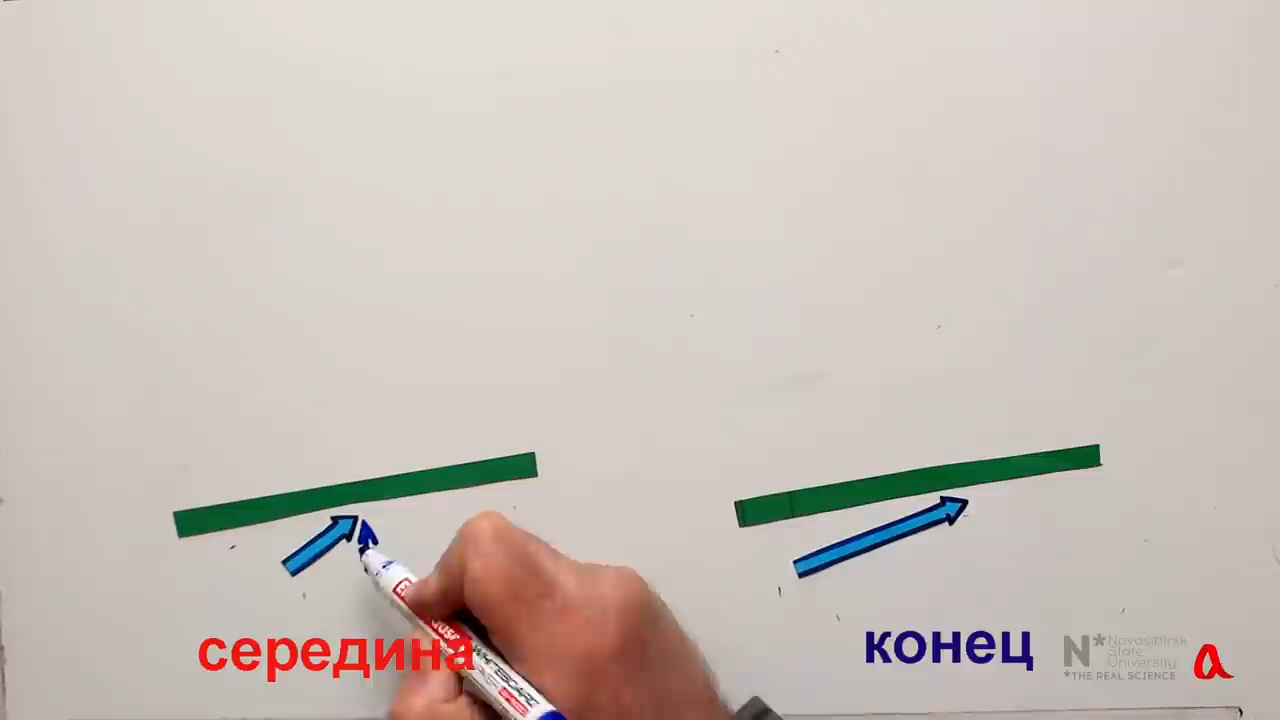 середина
конец
N*
Novosibirsk
State
University
*THE REAL SCIENCE
a